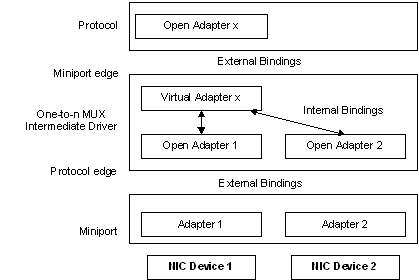 Protocol
Open Adapter x
External Bindings
Miniport edge
Virtual Adapter x
One-to-n MUX
Intermediate Driver
Internal Bindings
Open Adapter 1
Open Adapter 2
Protocol edge
External Bindings
Miniport
Adapter 1
Adapter 2
NIC Device 1
NIC Device 2